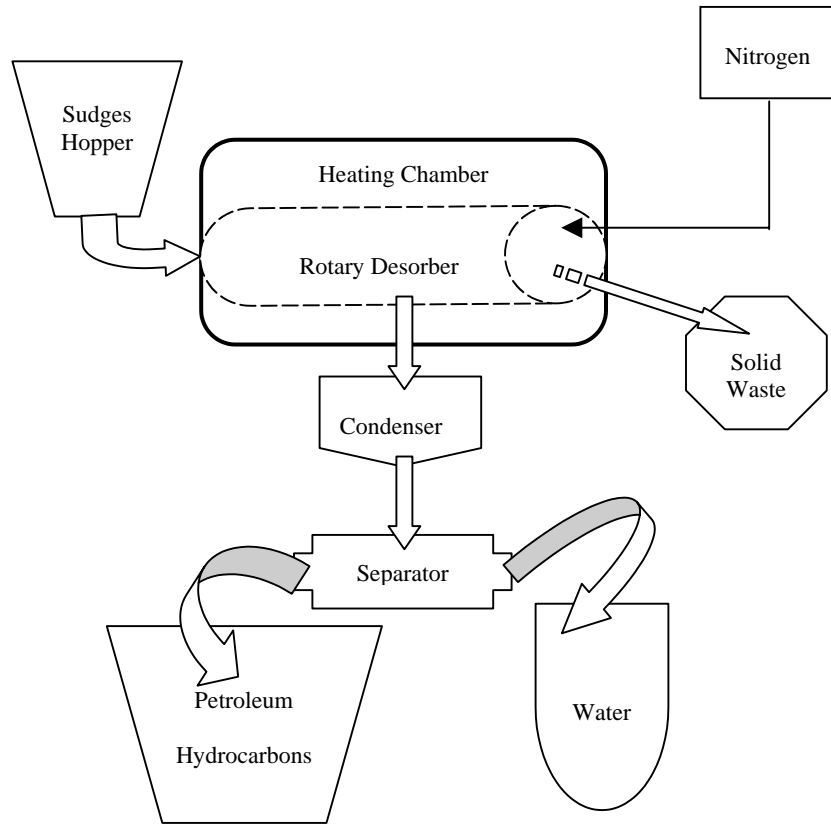 Nitrogen
Sudges
Hopper
Heating Chamber
Rotary Desorber
Solid
Waste
Condenser
Separator
Petroleum
Hydrocarbons
Water